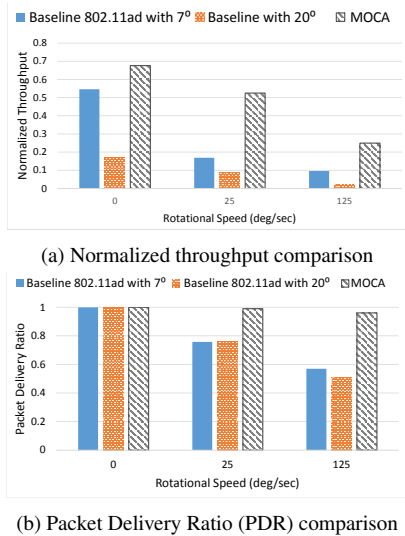 Baseline 802.11ad with 7⁰ Baseline 802.11ad with 20⁰ MOCA
0.8
0.7
0.6
0.5
0.4
0.3
0.2
0.1
0
Normalized Throughput
0 25 125
Rotational Speed (deg/sec)
(a) Normalized throughput comparison
Baseline 802.11ad with 7⁰ Baseline 802.11ad with 20⁰ MOCA
1
0.8
0.6
0.4
0.2
0
Packet Delivery Ratio
0 25 125
Rotational Speed (deg/sec)
(b) Packet Delivery Ratio (PDR) comparison